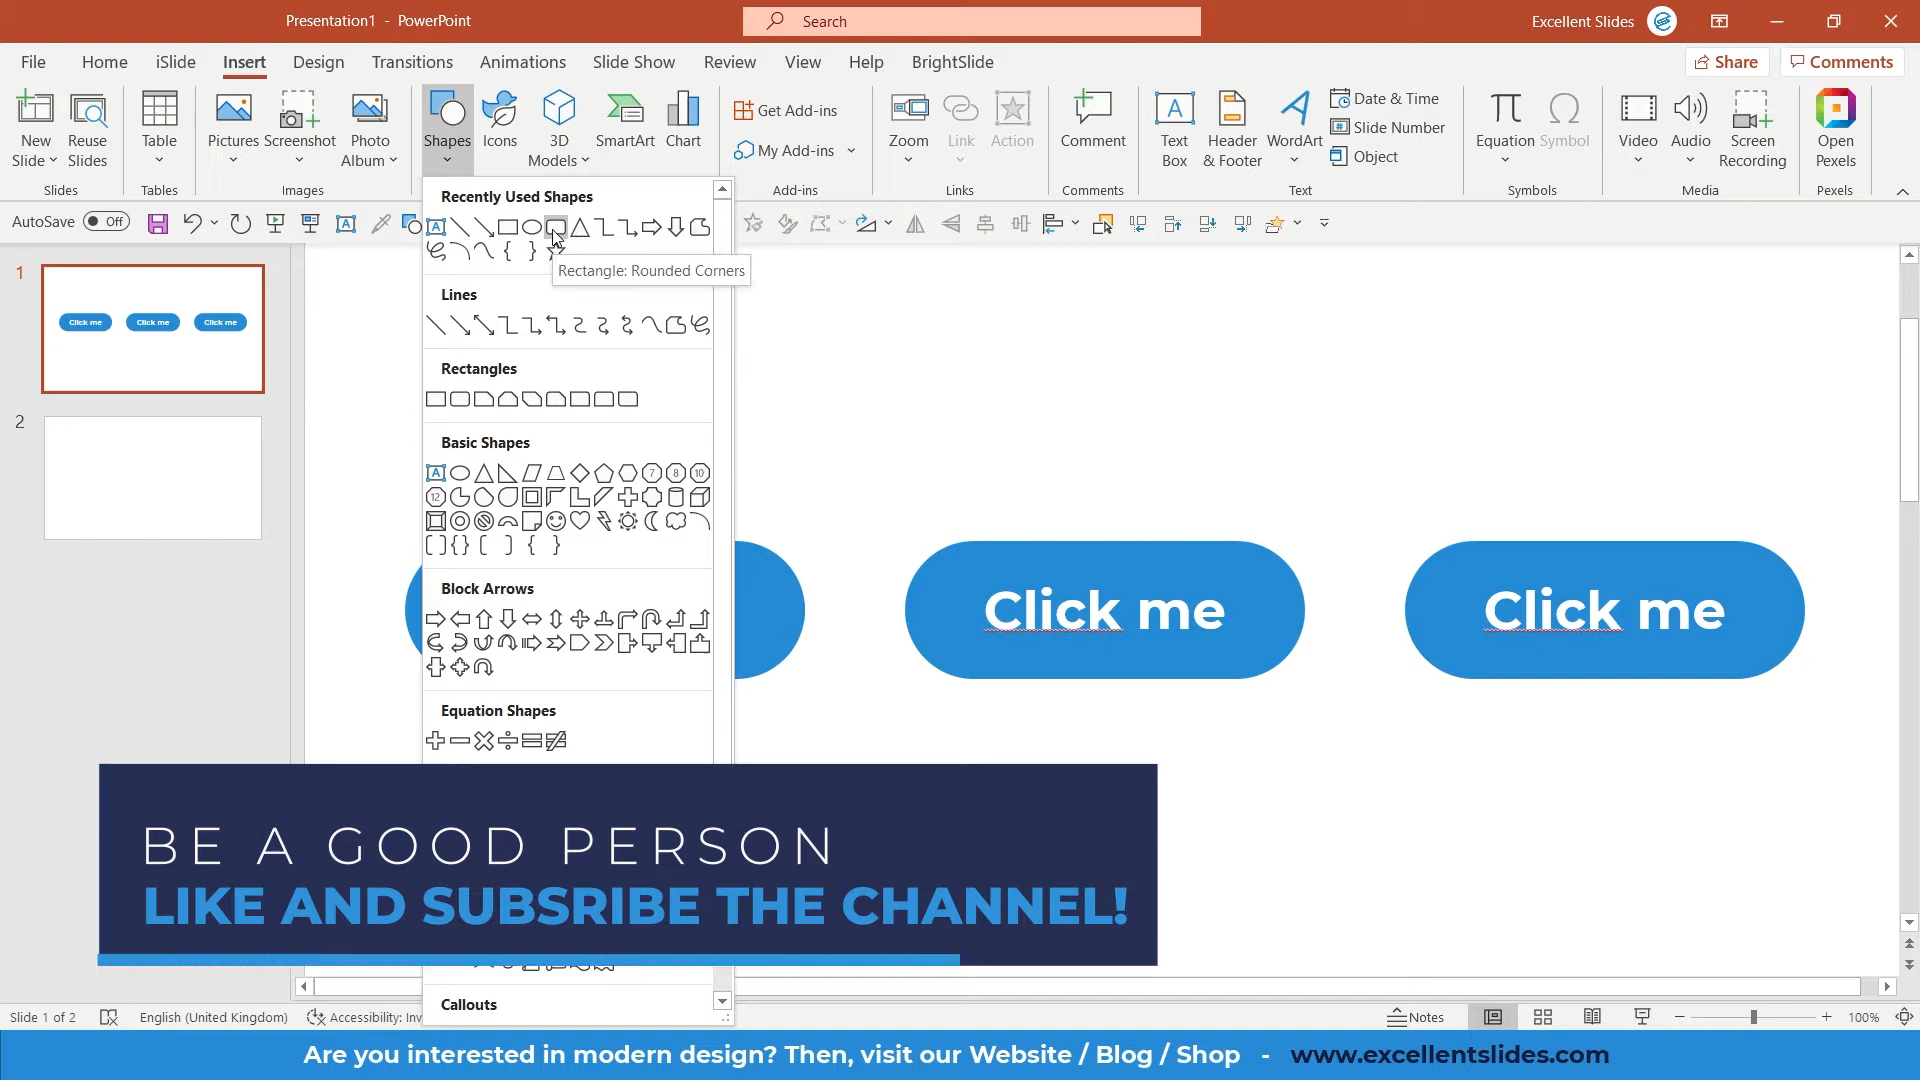 Presentation1 - PowerPoint
Search
Excellent Slides
File Home iSlide Insert Design Transitions Animations Slide Show Review View Help BrightSlide
Share Comments
New Slide
Reuse Slides
Table
Pictures
Screenshot
Photo Album
Shapes
Icons
3D Models
SmartArt
Chart
Get Add-ins
My Add-ins
Zoom
Link
Action
Comment
Text Box
Header & Footer
WordArt
Date & Time
Slide Number
Object
Equation
Symbol
Video
Audio
Screen Recording
Open Pexels
Slides Tables Images Add-ins Links Comments Text Symbols Media Pexels
AutoSave Off
Recently Used Shapes
Rectangle: Rounded Corners
Lines
Rectangles
Basic Shapes
7 8 10
12
Block Arrows
Equation Shapes
Callouts
1
Click me Click me Click me
2
Click me
Click me
BE A GOOD PERSON
LIKE AND SUBSRIBE THE CHANNEL!
Slide 1 of 2 English (United Kingdom) Accessibility: Inv
Notes 100%
Are you interested in modern design? Then, visit our Website / Blog / Shop - www.excellentslides.com